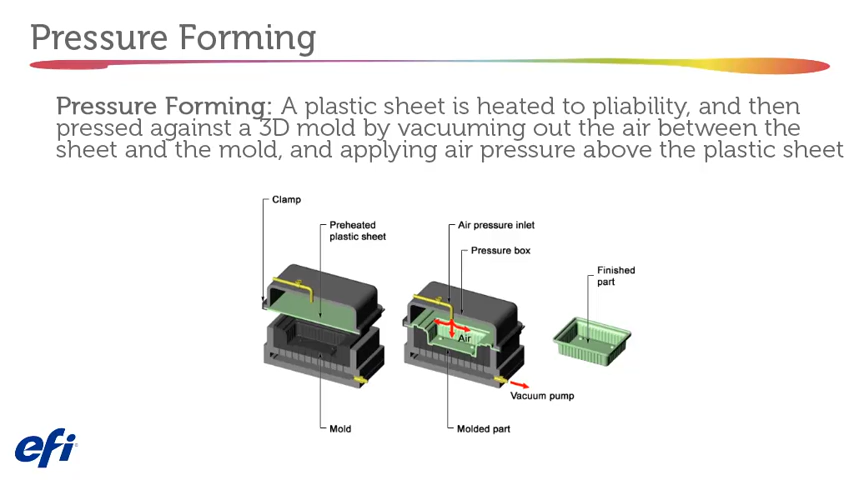 Pressure Forming
Pressure Forming: A plastic sheet is heated to pliability, and then
pressed against a 3D mold by vacuuming out the air between the
sheet and the mold, and applying air pressure above the plastic sheet
Clamp
Preheated
plastic sheet
Air pressure inlet
Pressure box
Finished
part
Air
Vacuum pump
Mold
Molded part
efi